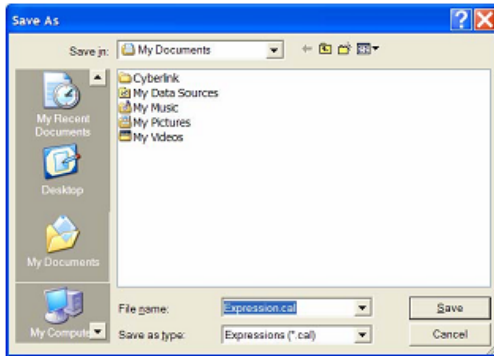 Save As
Save in: My Documents
My Recent
Documents
Desktop
My Documents
My Compute
Cyberlink
My Data Sources
My Music
My Pictures
My Videos
File name: Expression.cal Save
Save as type: Expressions (*.cal) Cancel